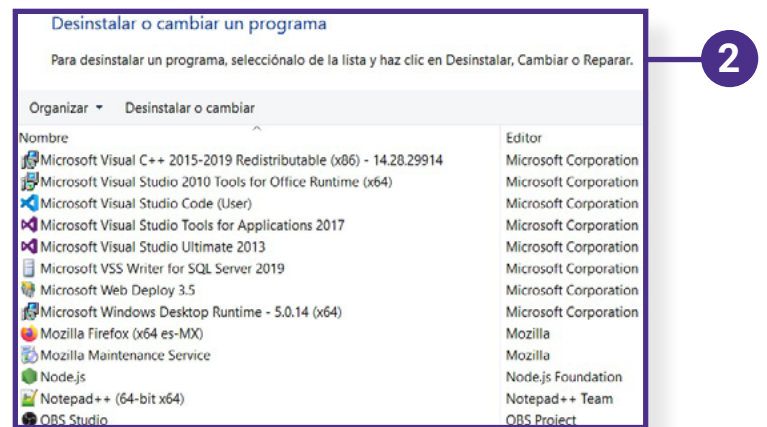 Desinstalar o cambiar un programa
Para desinstalar un programa, selecciónalo de la lista y haz clic en Desinstalar, Cambiar o Reparar.
2
Organizar Desinstalar o cambiar
Nombre Editor
Microsoft Visual C++ 2015-2019 Redistributable (x86) - 14.28.29914 Microsoft Corporation
Microsoft Visual Studio 2010 Tools for Office Runtime (x64) Microsoft Corporation
Microsoft Visual Studio Code (User) Microsoft Corporation
Microsoft Visual Studio Tools for Applications 2017 Microsoft Corporation
Microsoft Visual Studio Ultimate 2013 Microsoft Corporation
Microsoft VSS Writer for SQL Server 2019 Microsoft Corporation
Microsoft Web Deploy 3.5 Microsoft Corporation
Microsoft Windows Desktop Runtime - 5.0.14 (x64) Microsoft Corporation
Mozilla Firefox (x64 es-MX) Mozilla
Mozilla Maintenance Service Mozilla
Node.js Node.js Foundation
Notepad++ (64-bit x64) Notepad++ Team
OBS Studio OBS Project